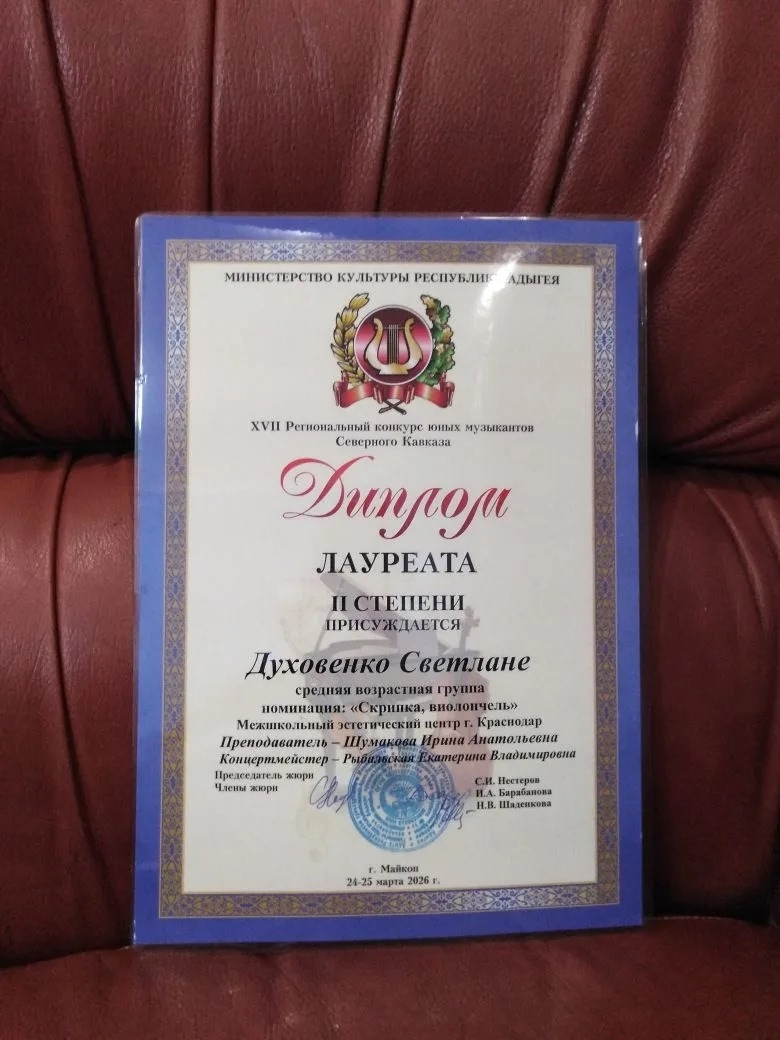 МИНИСТЕРСТВО КУЛЬТУРЫ РЕСПУБЛИКИ АДЫГЕЯ
XVII Региональный конкурс юных музыкантов
Северного Кавказа
Диплом
ЛАУРЕАТА
II СТЕПЕНИ
ПРИСУЖДАЕТСЯ
Духовенко Светлане
средняя возрастная группа
номинация: «Скрипка, виолончель»
Межшкольный эстетический центр г. Краснодар
Преподаватель – Шумакова Ирина Анатольевна
Концертмейстер – Рыбальская Екатерина Владимировна
Председатель жюри С.И. Нестеров
Члены жюри И.А. Барабанова
Н.В. Шаденкова
г. Майкоп
24-25 марта 2026 г.